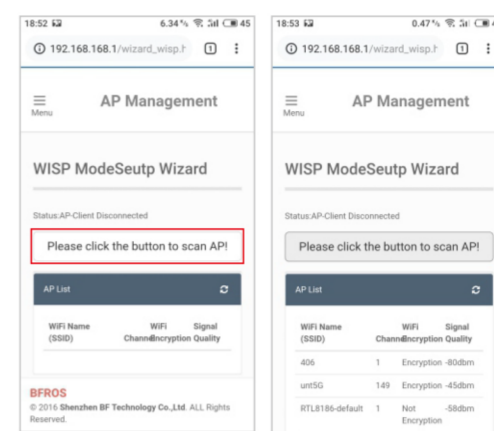 18:52 6.34% 45
192.168.168.1/wizard_wisp.h 1
Menu
AP Management
WISP ModeSeutp Wizard
Status:AP-Client Disconnected
Please click the button to scan AP!
AP List
WiFi Name WiFi Signal
(SSID) Channel Encryption Quality
BFROS
© 2016 Shenzhen BF Technology Co.,Ltd. ALL Rights
Reserved.
18:53 0.47%
192.168.168.1/wizard_wisp.h 1
Menu
AP Management
WISP ModeSeutp Wizard
Status:AP-Client Disconnected
Please click the button to scan AP!
AP List
WiFi Name WiFi Signal
(SSID) Channel Encryption Quality
406 1 Encryption -80dbm
unt5G 149 Encryption -45dbm
RTL8186-default 1 Not -58dbm
Encryption